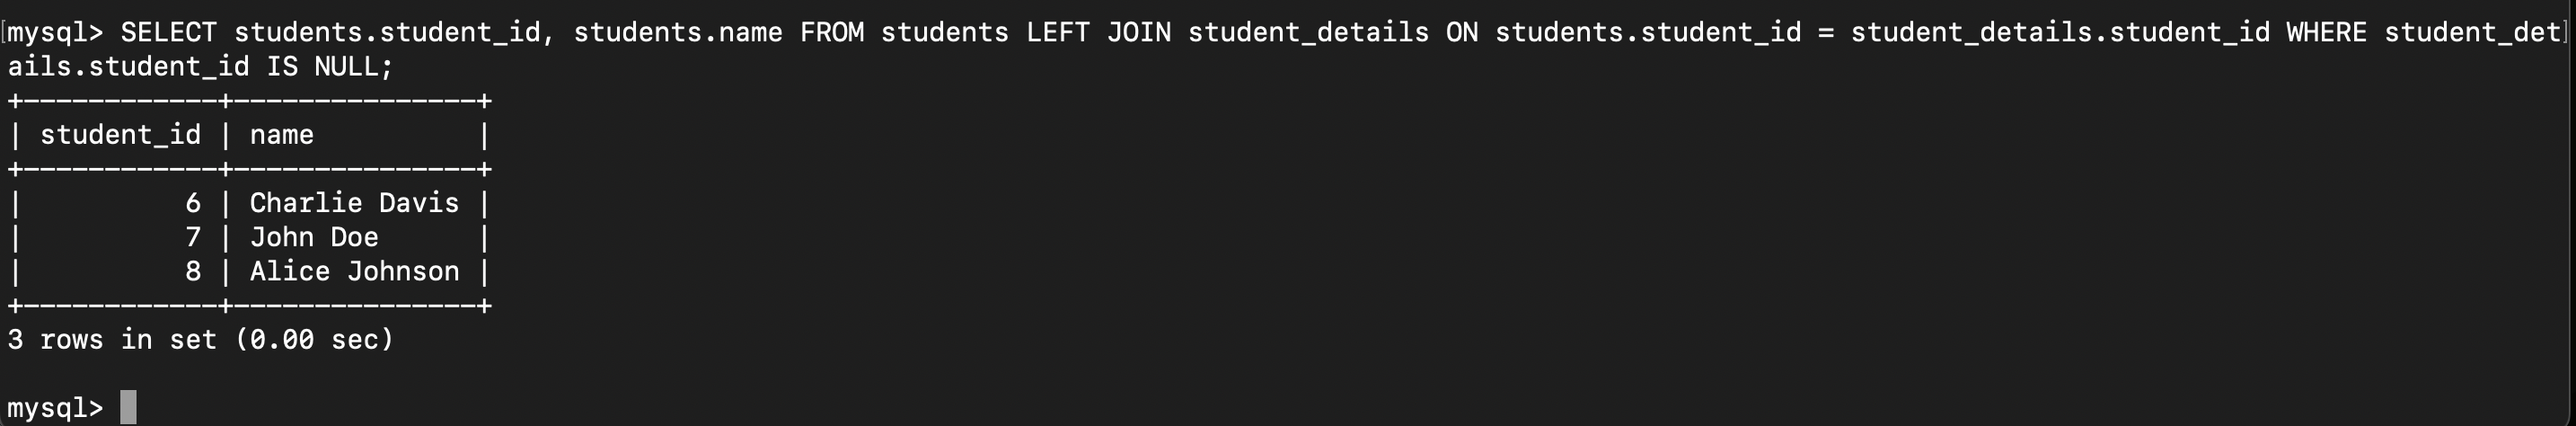 [mysql> SELECT students.student_id, students.name FROM students LEFT JOIN student_details ON students.student_id = student_details.student_id WHERE student_det]
ails.student_id IS NULL;
+------------+---------------+
| student_id | name          |
+------------+---------------+
|          6 | Charlie Davis |
|          7 | John Doe      |
|          8 | Alice Johnson |
+------------+---------------+
3 rows in set (0.00 sec)
mysql>